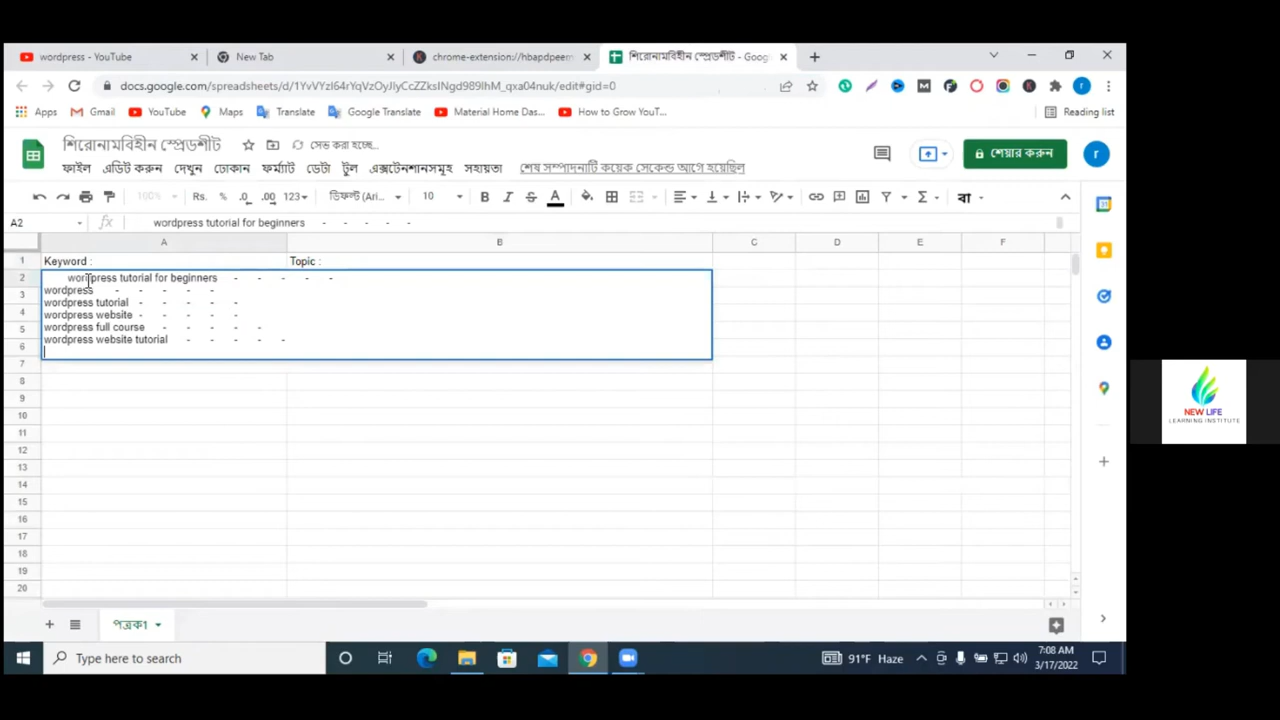 wordpress - YouTube
New Tab
chrome-extension://hbapdpeem
শিরোনামবিহীন স্প্রেডশীট - Goog
docs.google.com/spreadsheets/d/1YvVYzI64rYqVzOyJIyCcZZksINgd989IhM_qxa04nuk/edit#gid=0
Apps
Gmail
YouTube
Maps
Translate
Google Translate
Material Home Das...
How to Grow YouT...
Reading list
শিরোনামবিহীন স্প্রেডশীট
সেভ করা হচ্ছে...
ফাইল এডিট করুন দেখুন ঢোকান ফর্ম্যাট ডেটা টুল এক্সটেনশানসমূহ সহায়তা
শেষ সম্পাদনাটি কয়েক সেকেন্ড আগে হয়েছিল
শেয়ার করুন
r
100% Rs. % .0 .00 123 ডিফল্ট (Ari... 10 B I S A বা
A2 fx wordpress tutorial for beginners - - - -
A B C D E F
1 Keyword : Topic :
2 wordpress tutorial for beginners - - - - -
wordpress - - - - -
3 wordpress tutorial - - - - -
4 wordpress website - - - - -
5 wordpress full course - - - - -
6 wordpress website tutorial - - - - -
7
8
9
10
11
12
13
14
15
16
17
18
19
20
পত্রক1
NEW LIFE
LEARNING INSTITUTE
Type here to search
91°F Haze
7:08 AM
3/17/2022